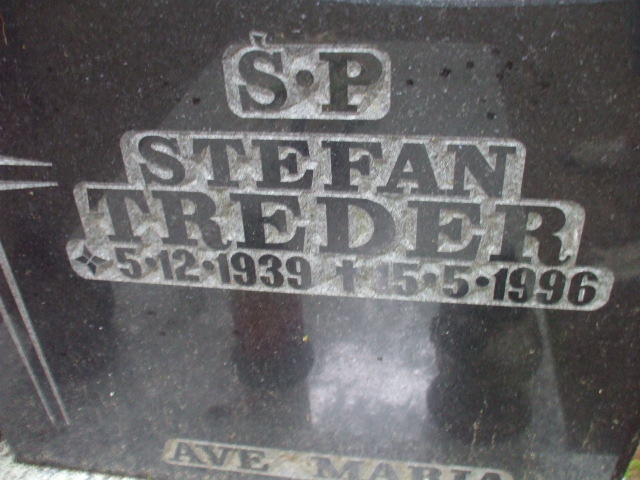 Ś•P
STEFAN
TREDER
✧ 5•12•1939 † 15•5•1996
AVE MARIA